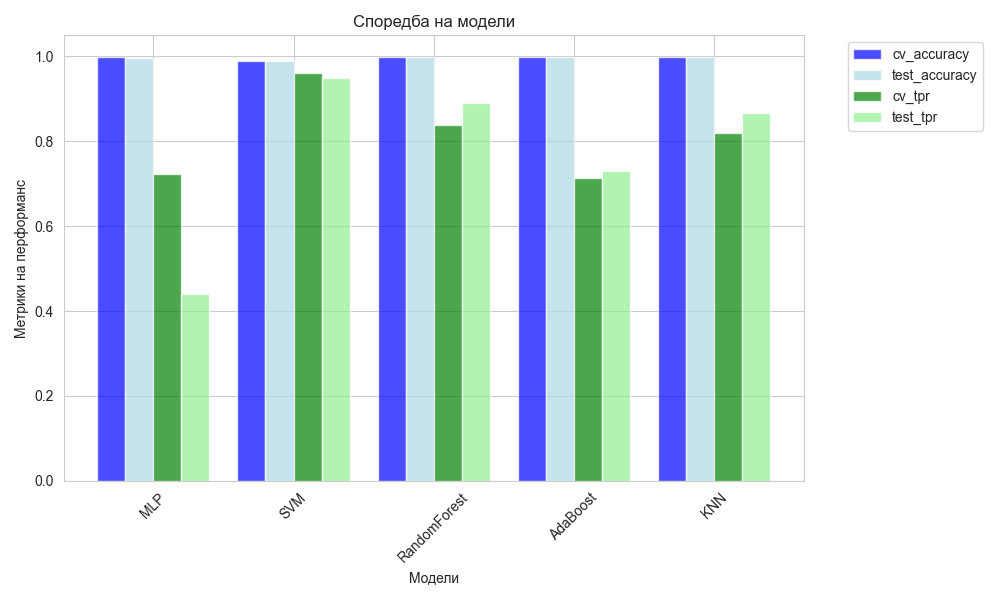 Споредба на модели
cv_accuracy
test_accuracy
cv_tpr
test_tpr
Метрики на перформанс
1.0
0.8
0.6
0.4
0.2
0.0
MLP
SVM
RandomForest
AdaBoost
KNN
Модели